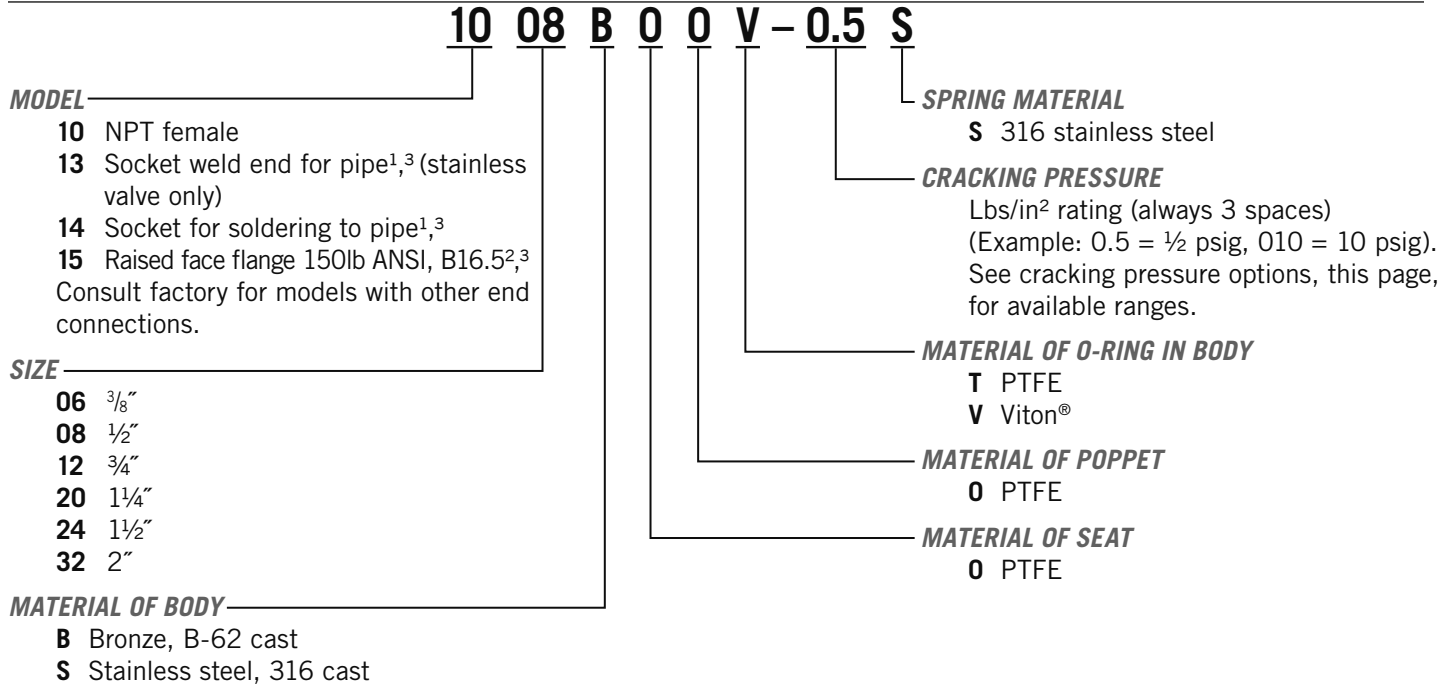 10 08 B 0 0 V – 0.5 S
MODEL
10 NPT female
13 Socket weld end for pipe¹,³ (stainless
valve only)
14 Socket for soldering to pipe¹,³
15 Raised face flange 150lb ANSI, B16.5²,³
Consult factory for models with other end
connections.
SIZE
06 ³/₈˝
08 ½˝
12 ¾˝
20 1¼˝
24 1½˝
32 2˝
MATERIAL OF BODY
B Bronze, B-62 cast
S Stainless steel, 316 cast
SPRING MATERIAL
S 316 stainless steel
CRACKING PRESSURE
Lbs/in² rating (always 3 spaces)
(Example: 0.5 = ½ psig, 010 = 10 psig).
See cracking pressure options, this page,
for available ranges.
MATERIAL OF O-RING IN BODY
T PTFE
V Viton®
MATERIAL OF POPPET
0 PTFE
MATERIAL OF SEAT
0 PTFE